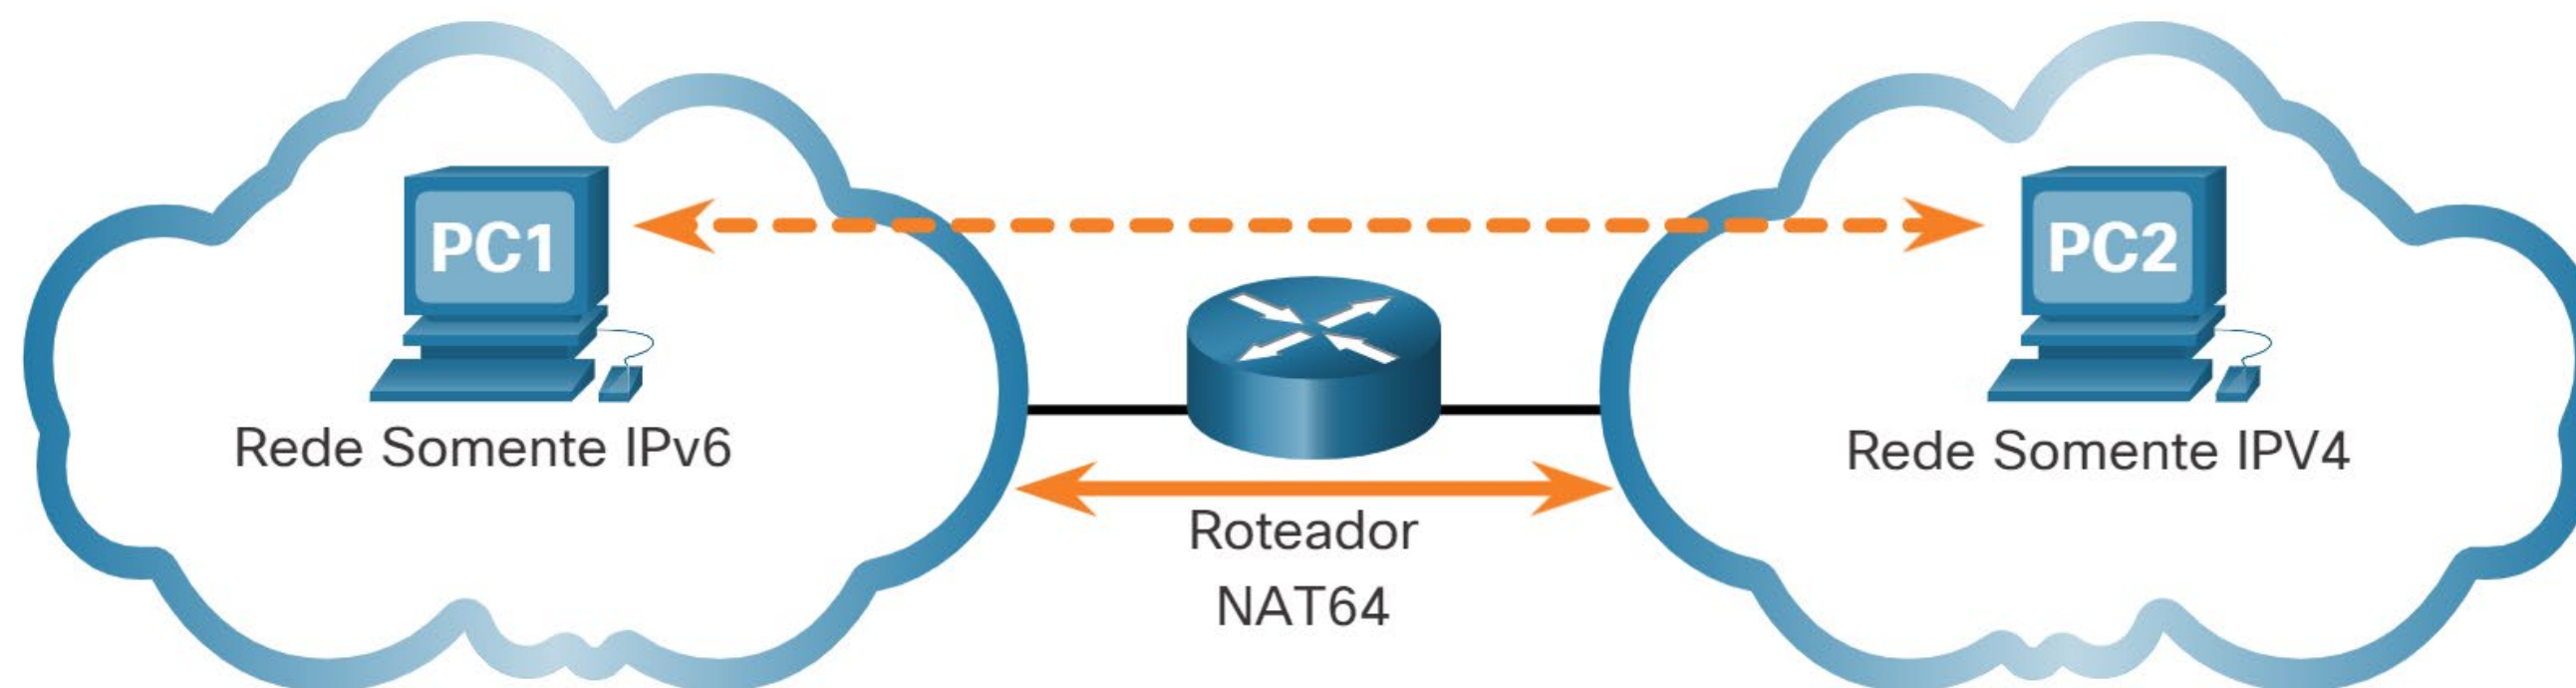 PC1
PC2
Rede Somente IPv6
Rede Somente IPV4
Roteador
NAT64